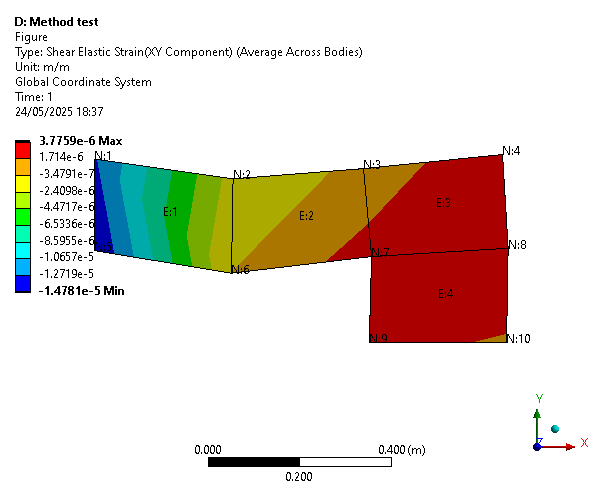 D: Method test
Figure
Type: Shear Elastic Strain(XY Component) (Average Across Bodies)
Unit: m/m
Global Coordinate System
Time: 1
24/05/2025 18:37
3.7759e-6 Max
1.714e-6
-3.4791e-7
-2.4098e-6
-4.4717e-6
-6.5336e-6
-8.5955e-6
-1.0657e-5
-1.2719e-5
-1.4781e-5 Min
N:1
N:2
N:3
N:4
E:1
E:2
E:3
N:6
N:7
N:8
E:4
N:9
N:10
0.000
0.400 (m)
0.200
Y
X
Z